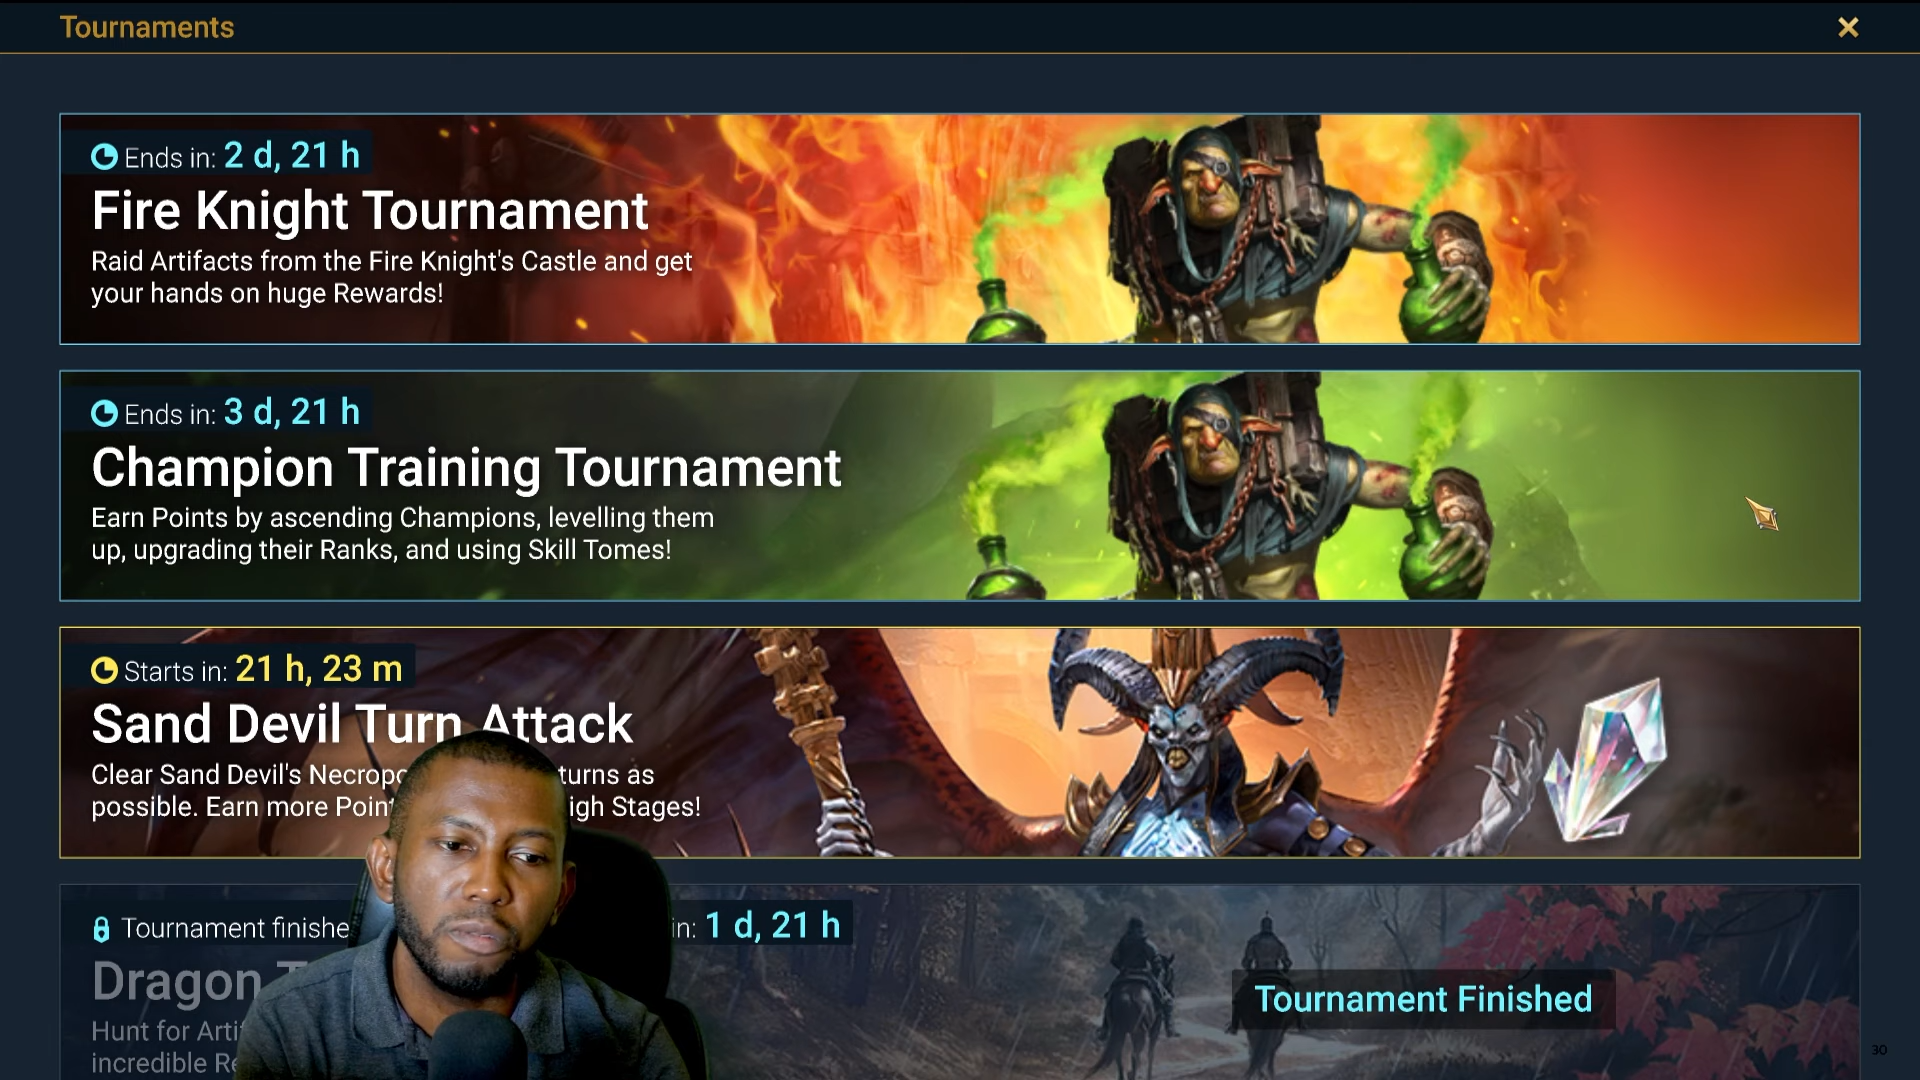 Tournaments
Ends in: 2 d, 21 h
Fire Knight Tournament
Raid Artifacts from the Fire Knight's Castle and get
your hands on huge Rewards!
Ends in: 3 d, 21 h
Champion Training Tournament
Earn Points by ascending Champions, levelling them
up, upgrading their Ranks, and using Skill Tomes!
Starts in: 21 h, 23 m
Sand Devil Turn Attack
Clear Sand Devil's turns as
possible. Earn more Stages!
Tournament in: 1 d, 21 h
Dragon
Tournament Finished
Hunt for
incredible
30